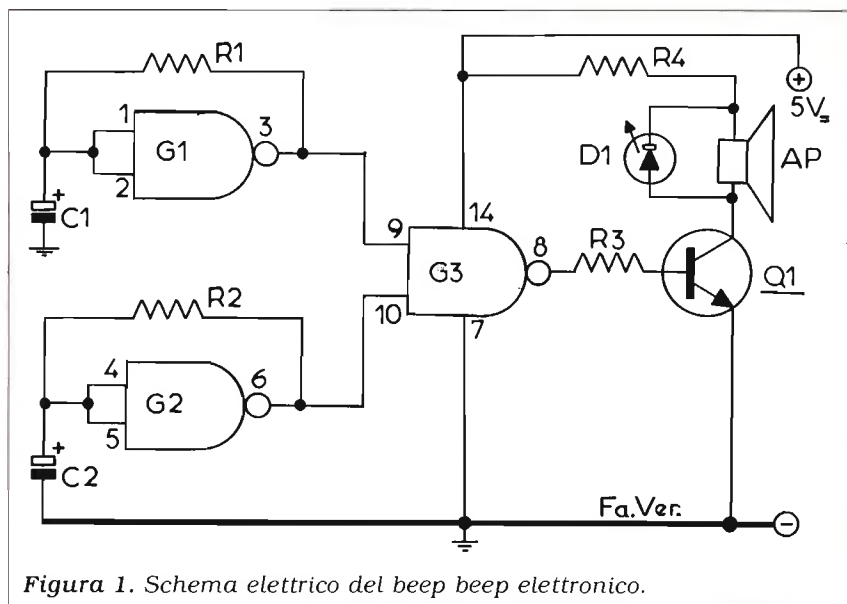 R1
1
2
G1
3
C1
+
R2
4
5
G2
6
C2
+
9
10
G3
14
7
8
R3
R4
D1
AP
5V=
+
Q1
Fa.Ver.
-
Figura 1. Schema elettrico del beep beep elettronico.